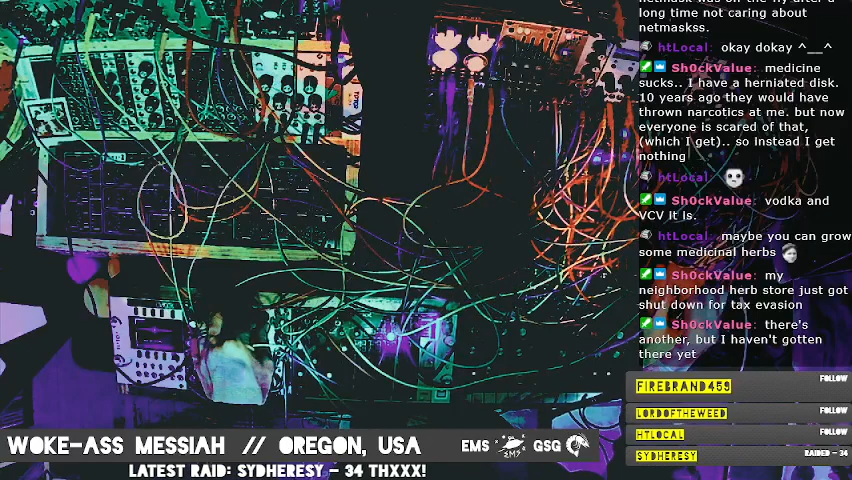 netmask was on the fly after a
long time not caring about
netmaskss.
htLocal: okay dokay ^__^
Sh0ckValue: medicine
sucks.. I have a herniated disk.
10 years ago they would have
thrown narcotics at me. but now
everyone is scared of that,
(which I get).. so Instead I get
nothing
htLocal:
Sh0ckValue: vodka and
VCV it is.
htLocal: maybe you can grow
some medicinal herbs
Sh0ckValue: my
neighborhood herb store just got
shut down for tax evasion
Sh0ckValue: there's
another, but I haven't gotten
there yet
FIREBRAND459 FOLLOW
LORDOFTHEWEED FOLLOW
HTLOCAL FOLLOW
SYDHERESY RAIDED - 34
WOKE-ASS MESSIAH // OREGON, USA EMS EMS GSG
LATEST RAID: SYDHERESY - 34 THXXX!